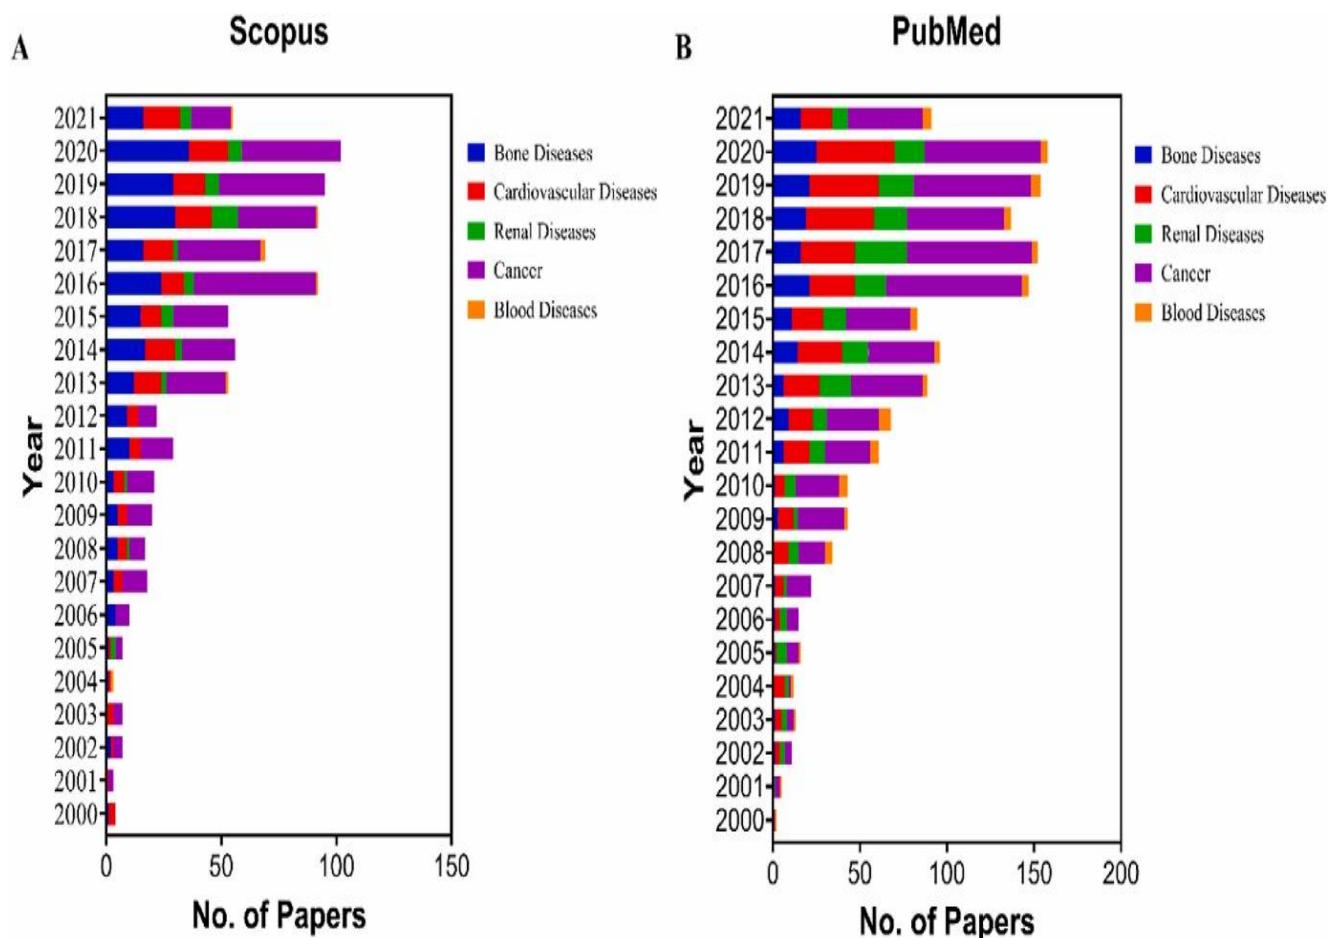 A
Scopus
2021
2020
2019
2018
2017
2016
2015
2014
2013
2012
2011
2010
2009
2008
2007
2006
2005
2004
2003
2002
2001
2000
Year
0 50 100 150
No. of Papers
Bone Diseases
Cardiovascular Diseases
Renal Diseases
Cancer
Blood Diseases
B
PubMed
2021
2020
2019
2018
2017
2016
2015
2014
2013
2012
2011
2010
2009
2008
2007
2006
2005
2004
2003
2002
2001
2000
Year
0 50 100 150 200
No. of Papers
Bone Diseases
Cardiovascular Diseases
Renal Diseases
Cancer
Blood Diseases